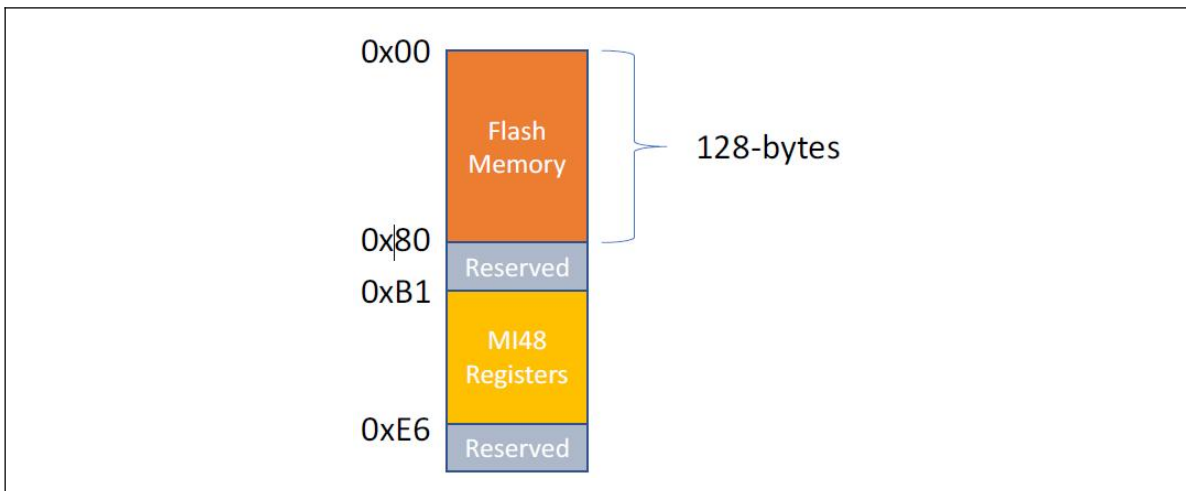 0x00
Flash
Memory
128-bytes
0x80
Reserved
0xB1
MI48
Registers
0xE6
Reserved